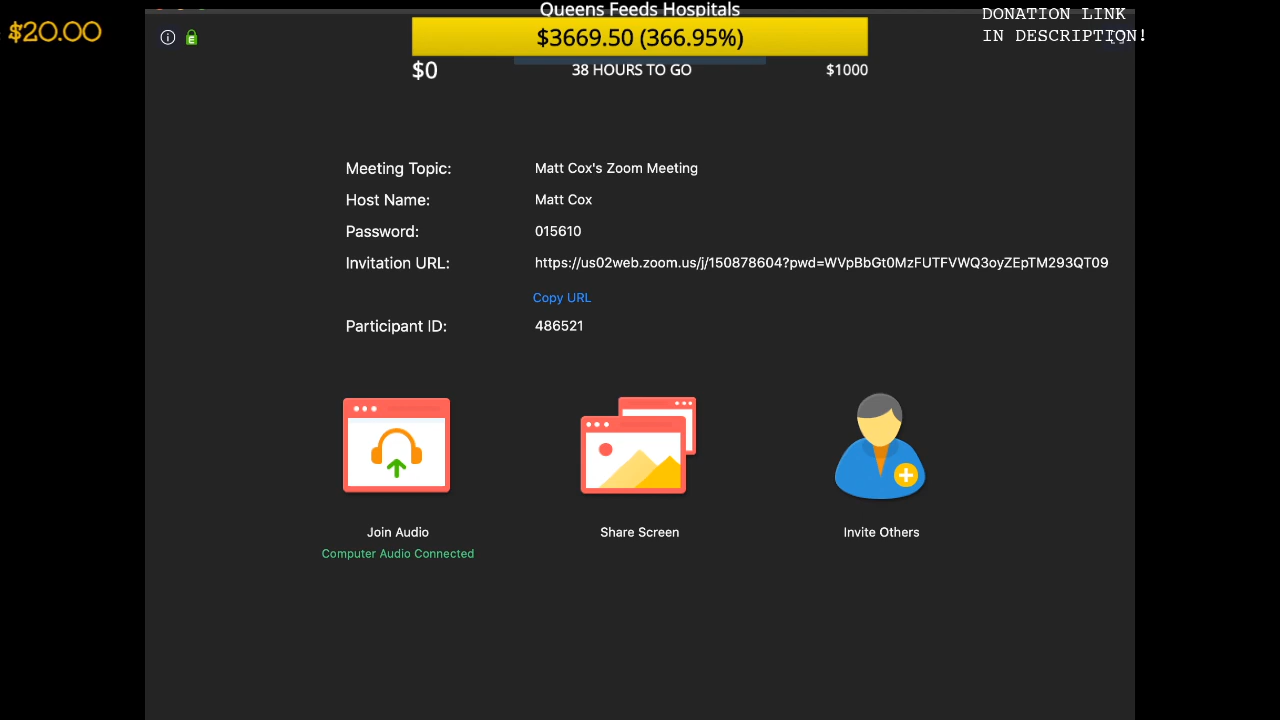 Queens Feeds Hospitals
$20.00
$3669.50 (366.95%)
DONATION LINK
IN DESCRIPTION!
$0
38 HOURS TO GO
$1000
Meeting Topic: Matt Cox's Zoom Meeting
Host Name: Matt Cox
Password: 015610
Invitation URL: https://us02web.zoom.us/j/150878604?pwd=WVpBbGt0MzFUTFVWQ3oyZEpTM293QT09
Copy URL
Participant ID: 486521
Join Audio
Share Screen
Invite Others
Computer Audio Connected